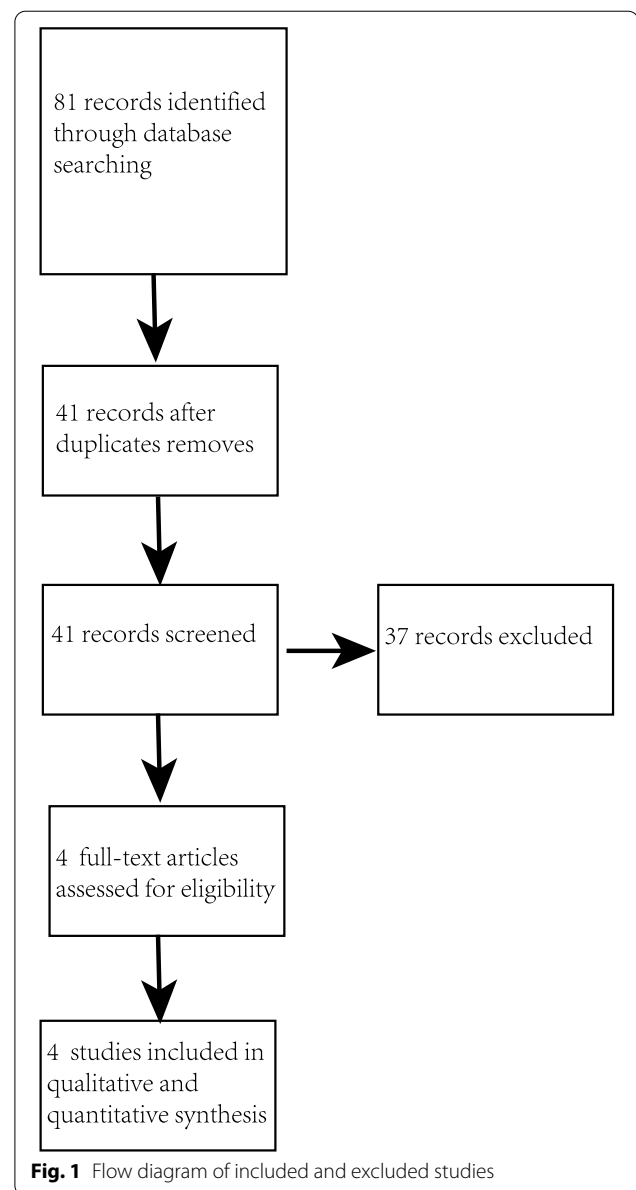 81 records identified
through database
searching
41 records after
duplicates removes
41 records screened
37 records excluded
4 full-text articles
assessed for eligibility
4 studies included in
qualitative and
quantitative synthesis
Fig. 1 Flow diagram of included and excluded studies